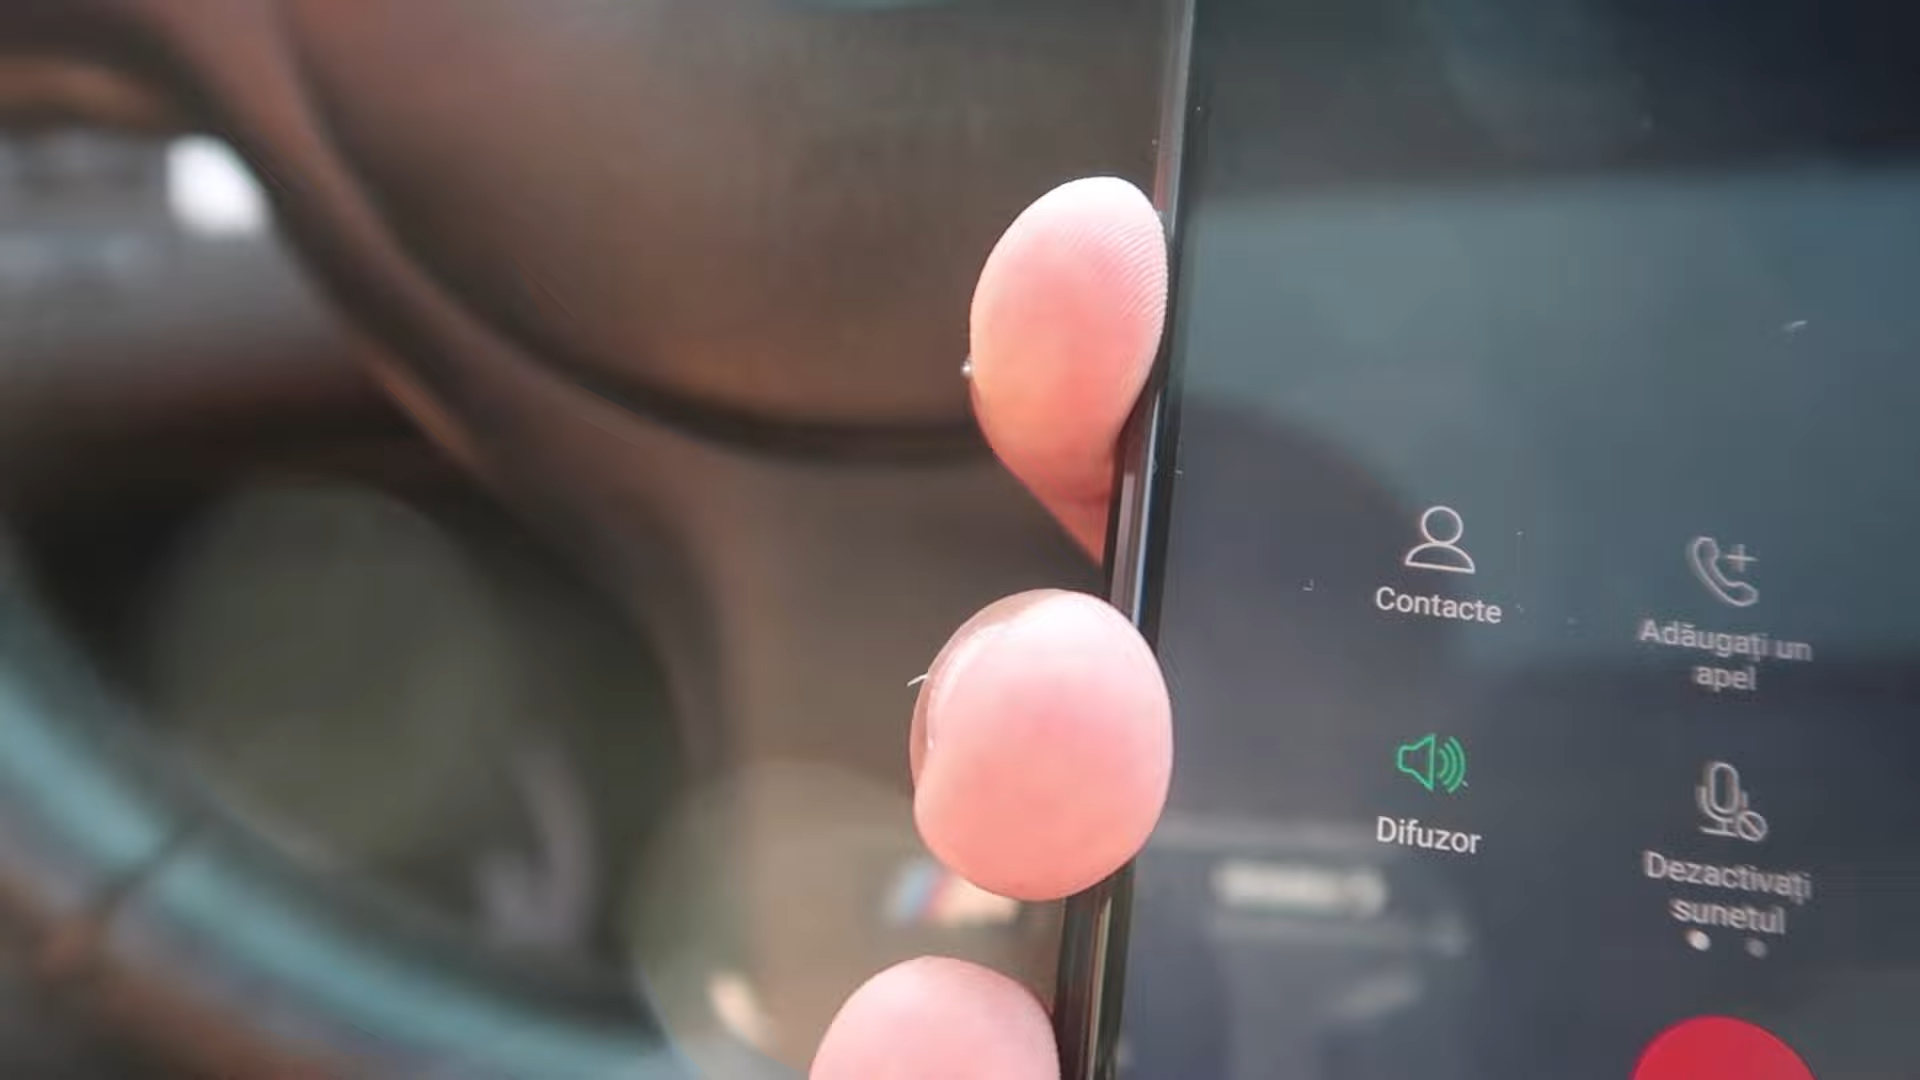 Contacte
Adăugați un
apel
Difuzor
Dezactivați
sunetul